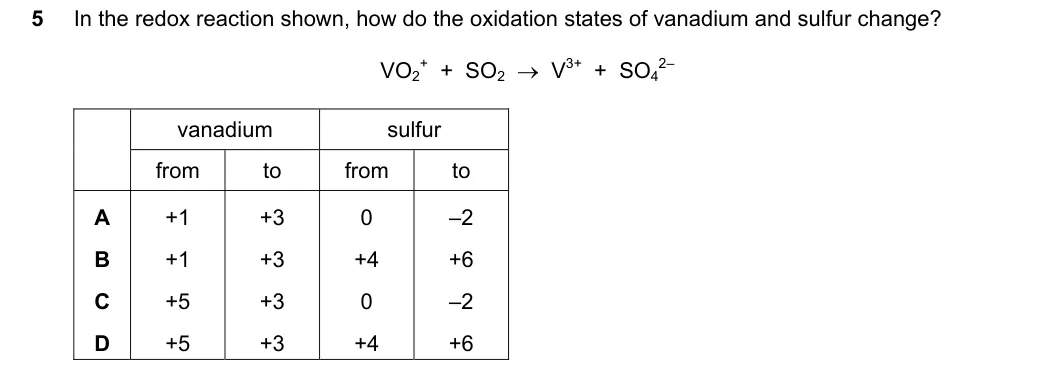 5 In the redox reaction shown, how do the oxidation states of vanadium and sulfur change?
VO₂⁺ + SO₂ → V³⁺ + SO₄²⁻
vanadium sulfur
from to from to
A +1 +3 0 –2
B +1 +3 +4 +6
C +5 +3 0 –2
D +5 +3 +4 +6